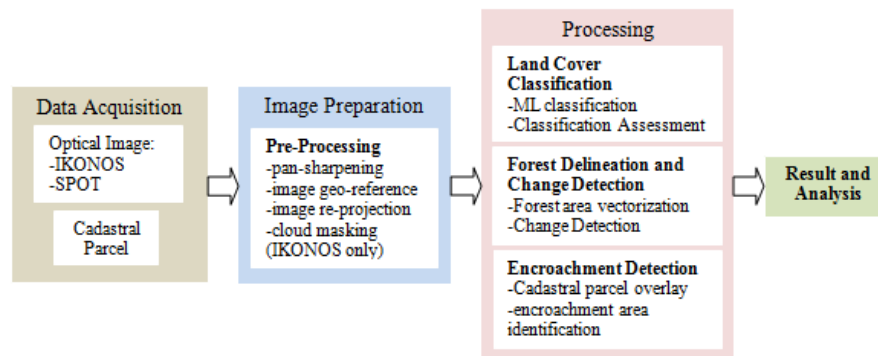 Data Acquisition
Optical Image:
-IKONOS
-SPOT
Cadastral
Parcel
Image Preparation
Pre-Processing
-pan-sharpening
-image geo-reference
-image re-projection
-cloud masking
(IKONOS only)
Processing
Land Cover
Classification
-ML classification
-Classification Assessment
Forest Delineation and
Change Detection
-Forest area vectorization
-Change Detection
Encroachment Detection
-Cadastral parcel overlay
-encroachment area
identification
Result and
Analysis